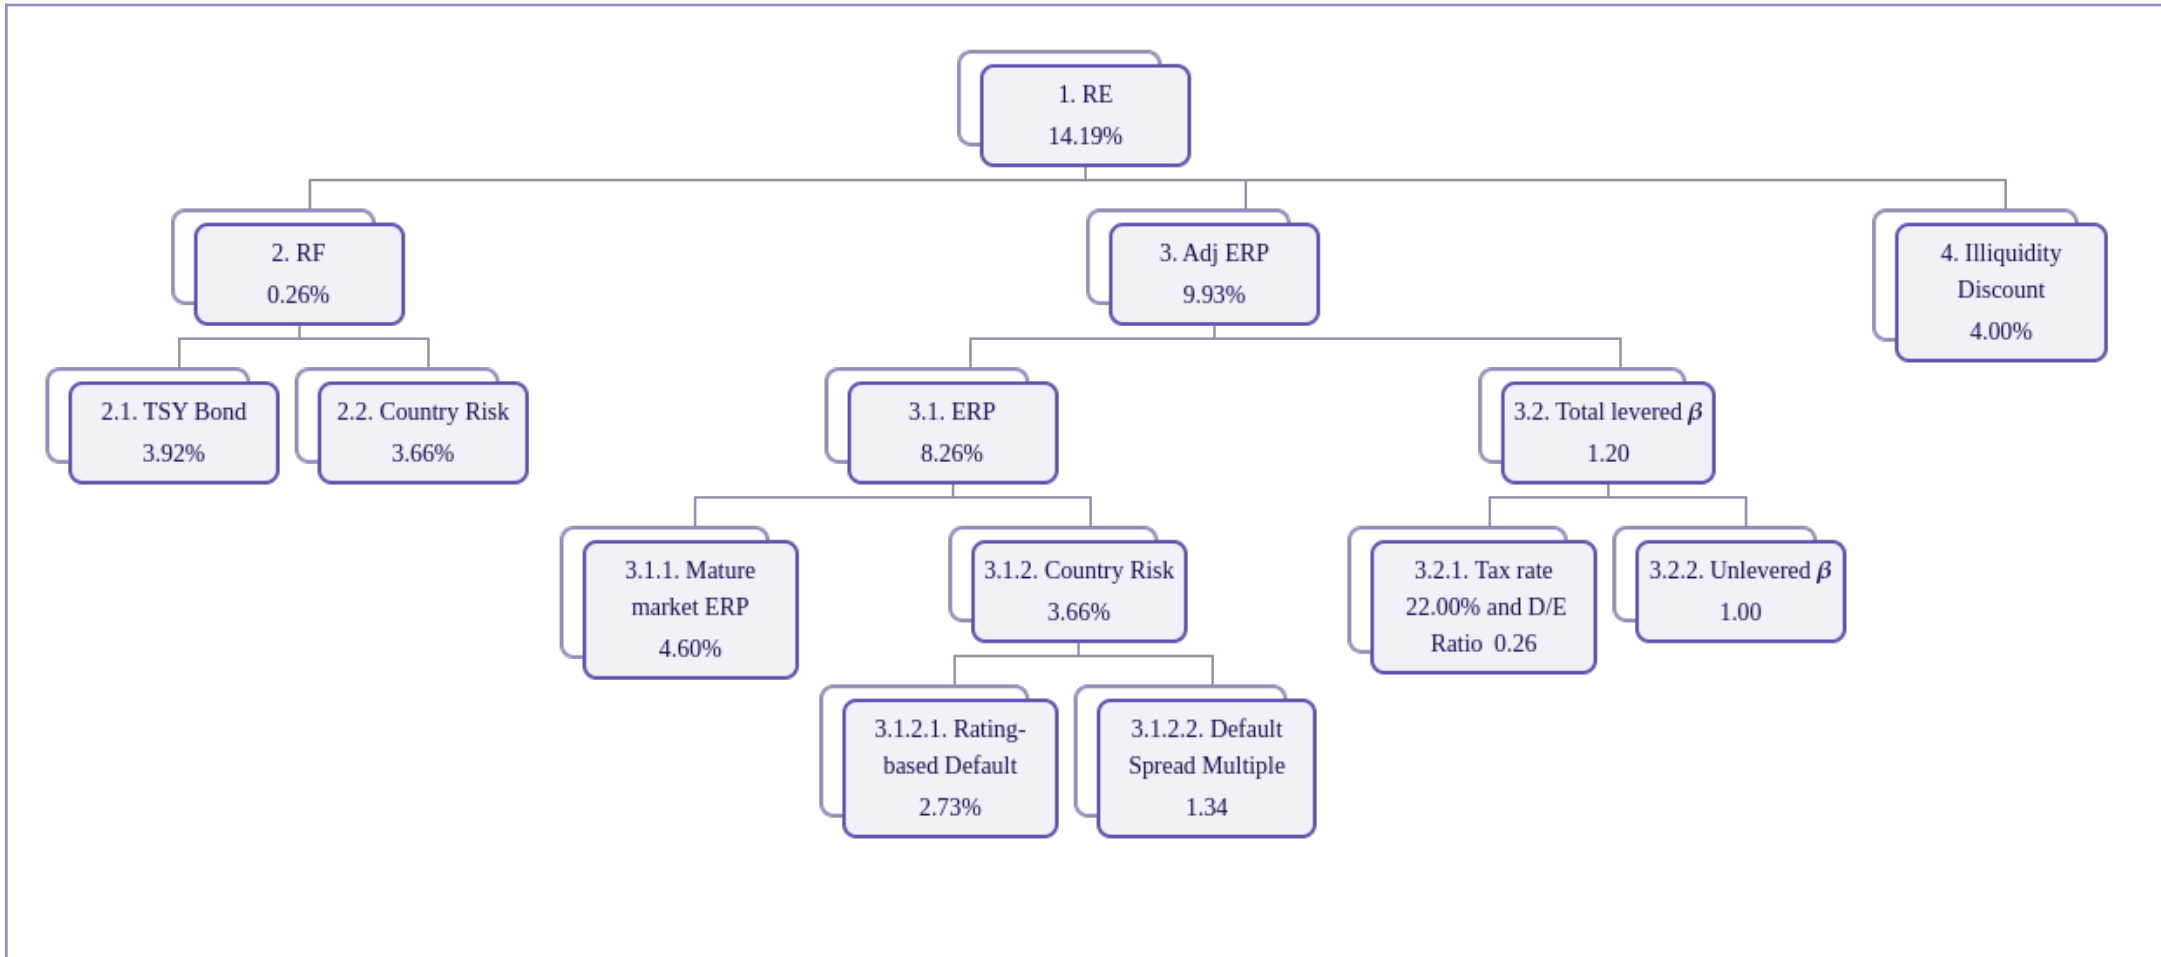 1. RE
14.19%
2. RF
0.26%
3. Adj ERP
9.93%
4. Illiquidity
Discount
4.00%
2.1. TSY Bond
3.92%
2.2. Country Risk
3.66%
3.1. ERP
8.26%
3.2. Total levered β
1.20
3.1.1. Mature
market ERP
4.60%
3.1.2. Country Risk
3.66%
3.2.1. Tax rate
22.00% and D/E
Ratio 0.26
3.2.2. Unlevered β
1.00
3.1.2.1. Rating-
based Default
2.73%
3.1.2.2. Default
Spread Multiple
1.34